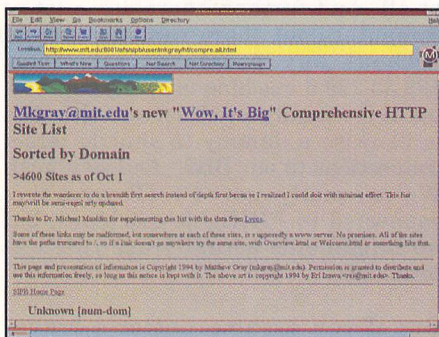 File Edit View Go Bookmarks Options Directory
Location: http://www.mit.edu:8001/afs/sipb/user/mkgray/ht/compre.all.html
Guided Tour What's New Questions Net Search Net Directory Newsgroups
Mkgray@mit.edu's new "Wow, It's Big" Comprehensive HTTP
Site List
Sorted by Domain
>4600 Sites as of Oct 1
I rewrote the wanderer to do a breadth first search instead of depth first because I realized I could do it with minimal effort. This list
may/will be semi-regularly updated.
Thanks to Dr. Michael Mauldin for supplementing this list with the data from Lycos.
Some of these links may be malformed, but somewhere at each of these sites, is supposedly a www server. No promises. All of the sites
have the paths truncated to /, so if a link doesn't go anywhere try the same site, with Overview.html or Welcome.html or something like that.
This page and presentation of information is Copyright 1994 by Matthew Gray (mkgray@mit.edu). Permission is granted to distribute and
use this information freely, as long as this notice is kept with it. The above art is copyright 1994 by Eri Izawa <rei@mit.edu>. Thanks.
SIPB Home Page
Unknown [num-dom]